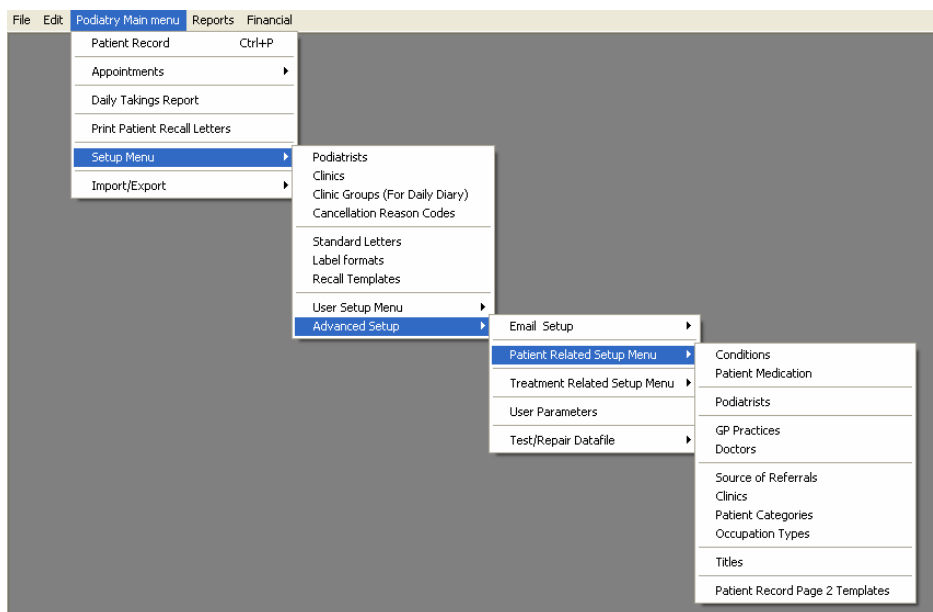 File Edit Podiatry Main menu Reports Financial
Patient Record Ctrl+P
Appointments
Daily Takings Report
Print Patient Recall Letters
Setup Menu
Import/Export
Podiatrists
Clinics
Clinic Groups (For Daily Diary)
Cancellation Reason Codes
Standard Letters
Label formats
Recall Templates
User Setup Menu
Advanced Setup
Email Setup
Patient Related Setup Menu
Treatment Related Setup Menu
User Parameters
Test/Repair Datafile
Conditions
Patient Medication
Podiatrists
GP Practices
Doctors
Source of Referrals
Clinics
Patient Categories
Occupation Types
Titles
Patient Record Page 2 Templates